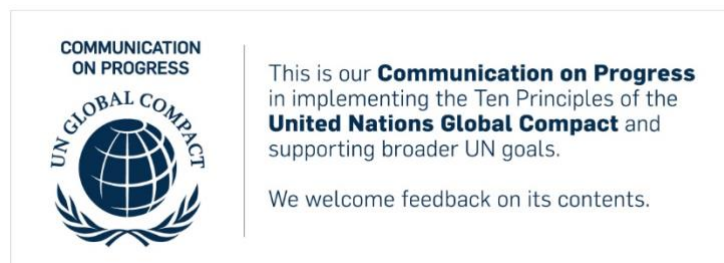 COMMUNICATION
ON PROGRESS
UN GLOBAL COMPACT
This is our Communication on Progress
in implementing the Ten Principles of the
United Nations Global Compact and
supporting broader UN goals.
We welcome feedback on its contents.